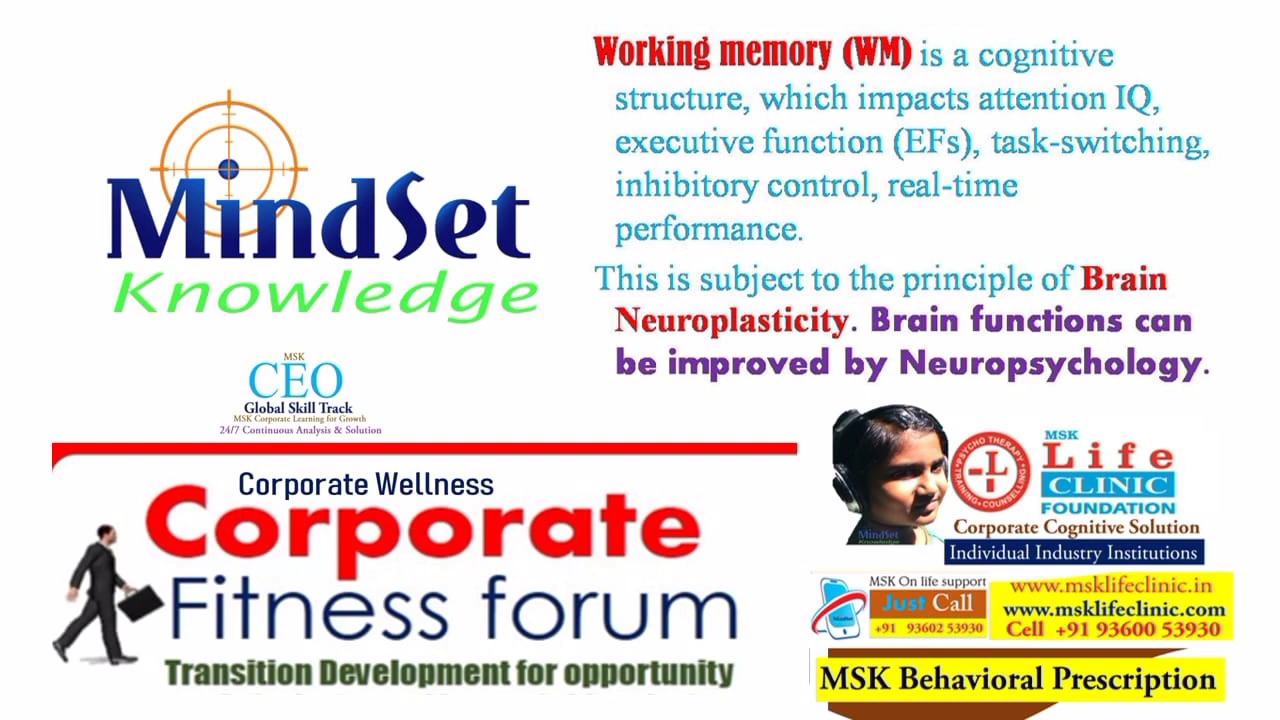 MindSet
Knowledge
MSK
CEO
Global Skill Track
MSK Corporate Learning for Growth
24/7 Continuous Analysis & Solution
Working memory (WM) is a cognitive
structure, which impacts attention IQ,
executive function (EFs), task-switching,
inhibitory control, real-time
performance.
This is subject to the principle of Brain
Neuroplasticity. Brain functions can
be improved by Neuropsychology.
Corporate Wellness
Corporate
Fitness forum
Transition Development for opportunity
MindSet
Knowledge
PSYCHO THERAPY
TRAINING COUNSELLING
L
MSK
Life
CLINIC
FOUNDATION
Corporate Cognitive Solution
Individual Industry Institutions
MSK On life support
Just Call
+91 93602 53930
MindSet
www.msklifeclinic.in
www.msklifeclinic.com
Cell +91 93600 53930
MSK Behavioral Prescription